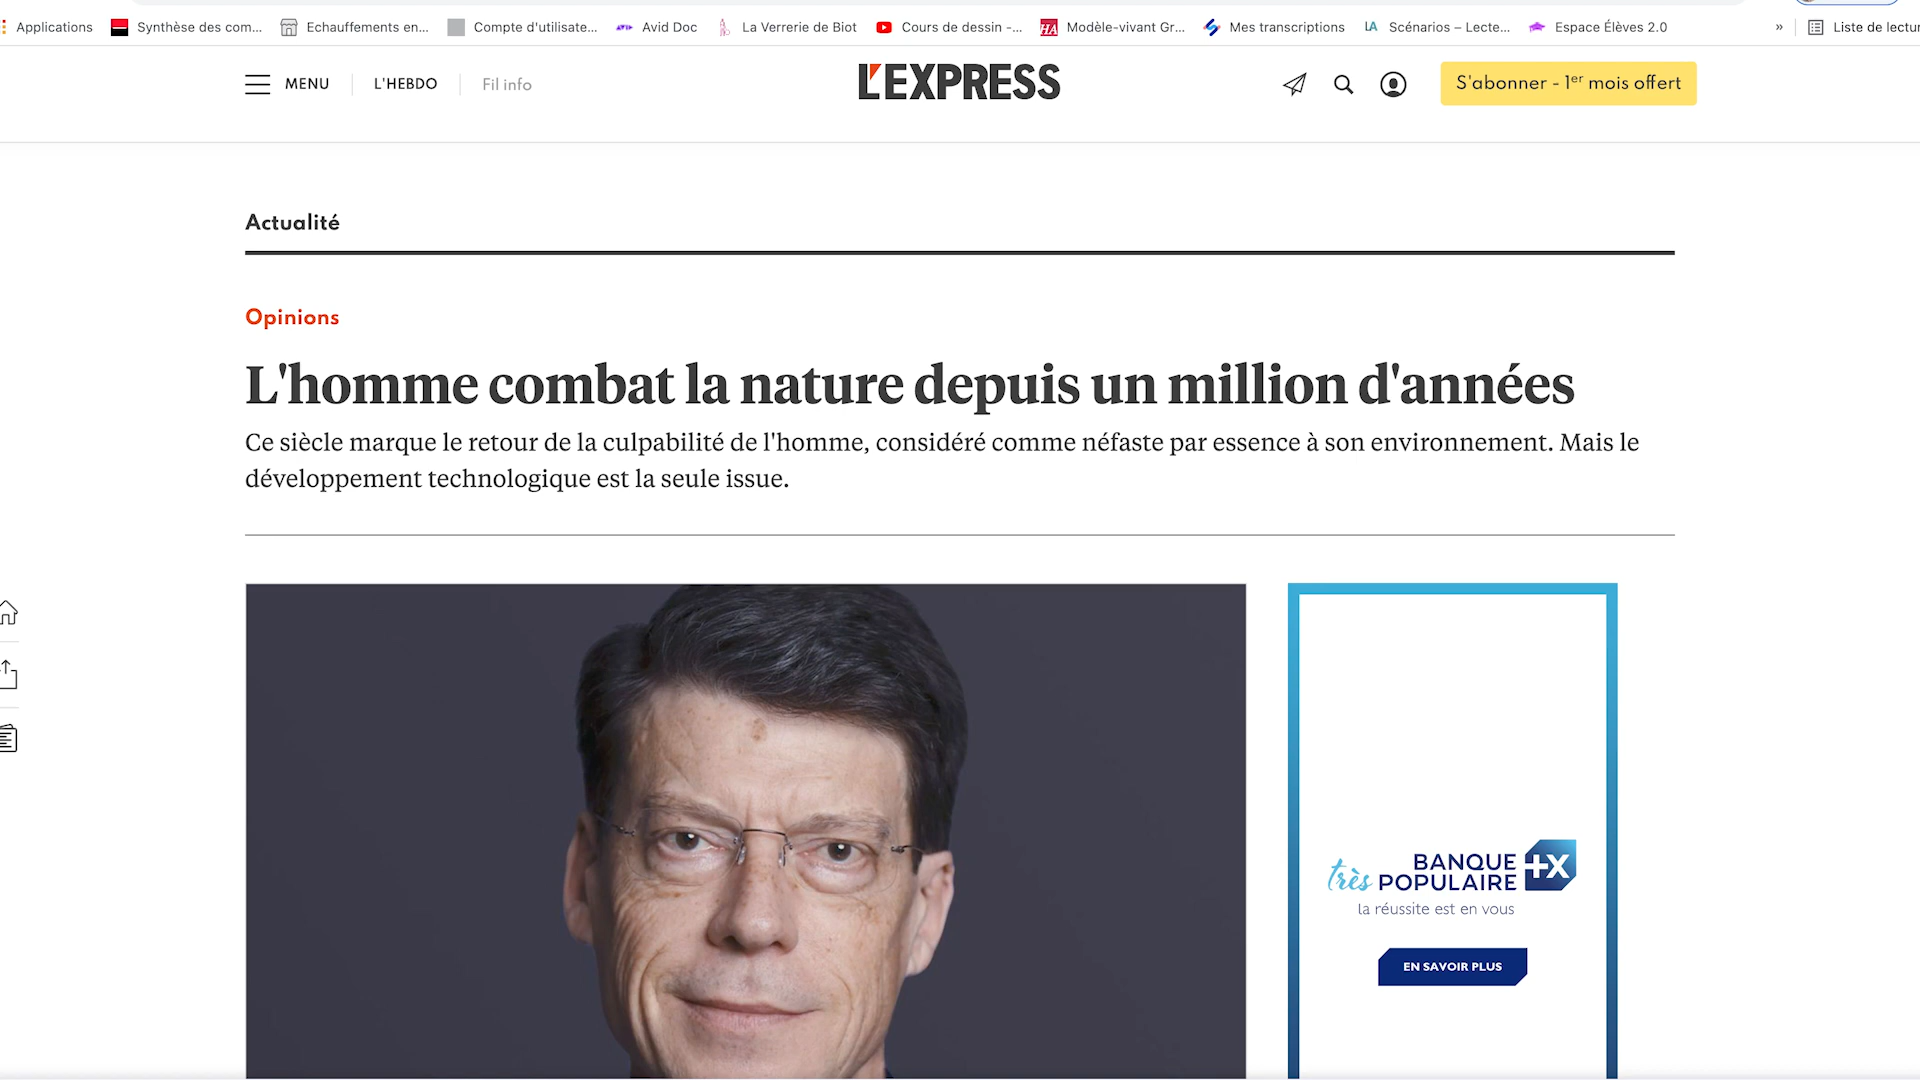 Applications
Synthèse des com...
Echauffements en...
Compte d'utilisate...
Avid Doc
La Verrerie de Biot
Cours de dessin -...
HA Modèle-vivant Gr...
Mes transcriptions
LA Scénarios – Lecte...
Espace Élèves 2.0
»
Liste de lectur
MENU
L'HEBDO
Fil info
L'EXPRESS
S'abonner - 1er mois offert
Actualité
Opinions
L'homme combat la nature depuis un million d'années
Ce siècle marque le retour de la culpabilité de l'homme, considéré comme néfaste par essence à son environnement. Mais le
développement technologique est la seule issue.
très BANQUE
POPULAIRE +X
la réussite est en vous
EN SAVOIR PLUS